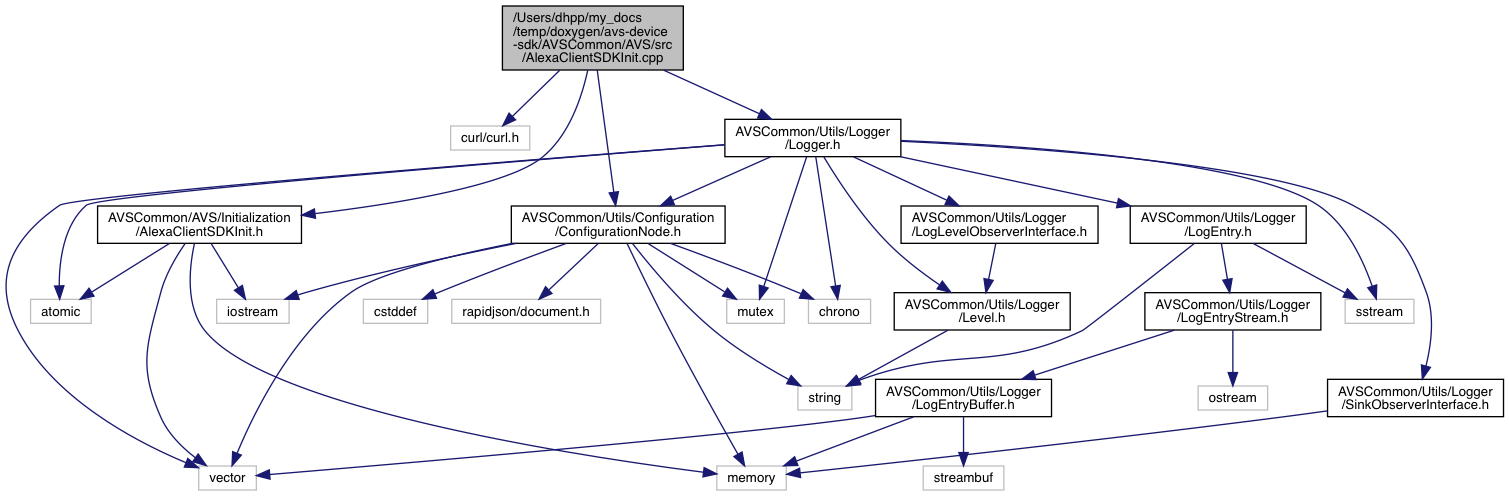 /Users/dhpp/my_docs
/temp/doxygen/avs-device
-sdk/AVSCommon/AVS/src
/AlexaClientSDKInit.cpp
curl/curl.h
AVSCommon/Utils/Logger
/Logger.h
AVSCommon/AVS/Initialization
/AlexaClientSDKInit.h
AVSCommon/Utils/Configuration
/ConfigurationNode.h
AVSCommon/Utils/Logger
/LogLevelObserverInterface.h
AVSCommon/Utils/Logger
/LogEntry.h
atomic
iostream
cstddef
rapidjson/document.h
mutex
chrono
AVSCommon/Utils/Logger
/Level.h
AVSCommon/Utils/Logger
/LogEntryStream.h
sstream
string
AVSCommon/Utils/Logger
/LogEntryBuffer.h
ostream
AVSCommon/Utils/Logger
/SinkObserverInterface.h
vector
memory
streambuf